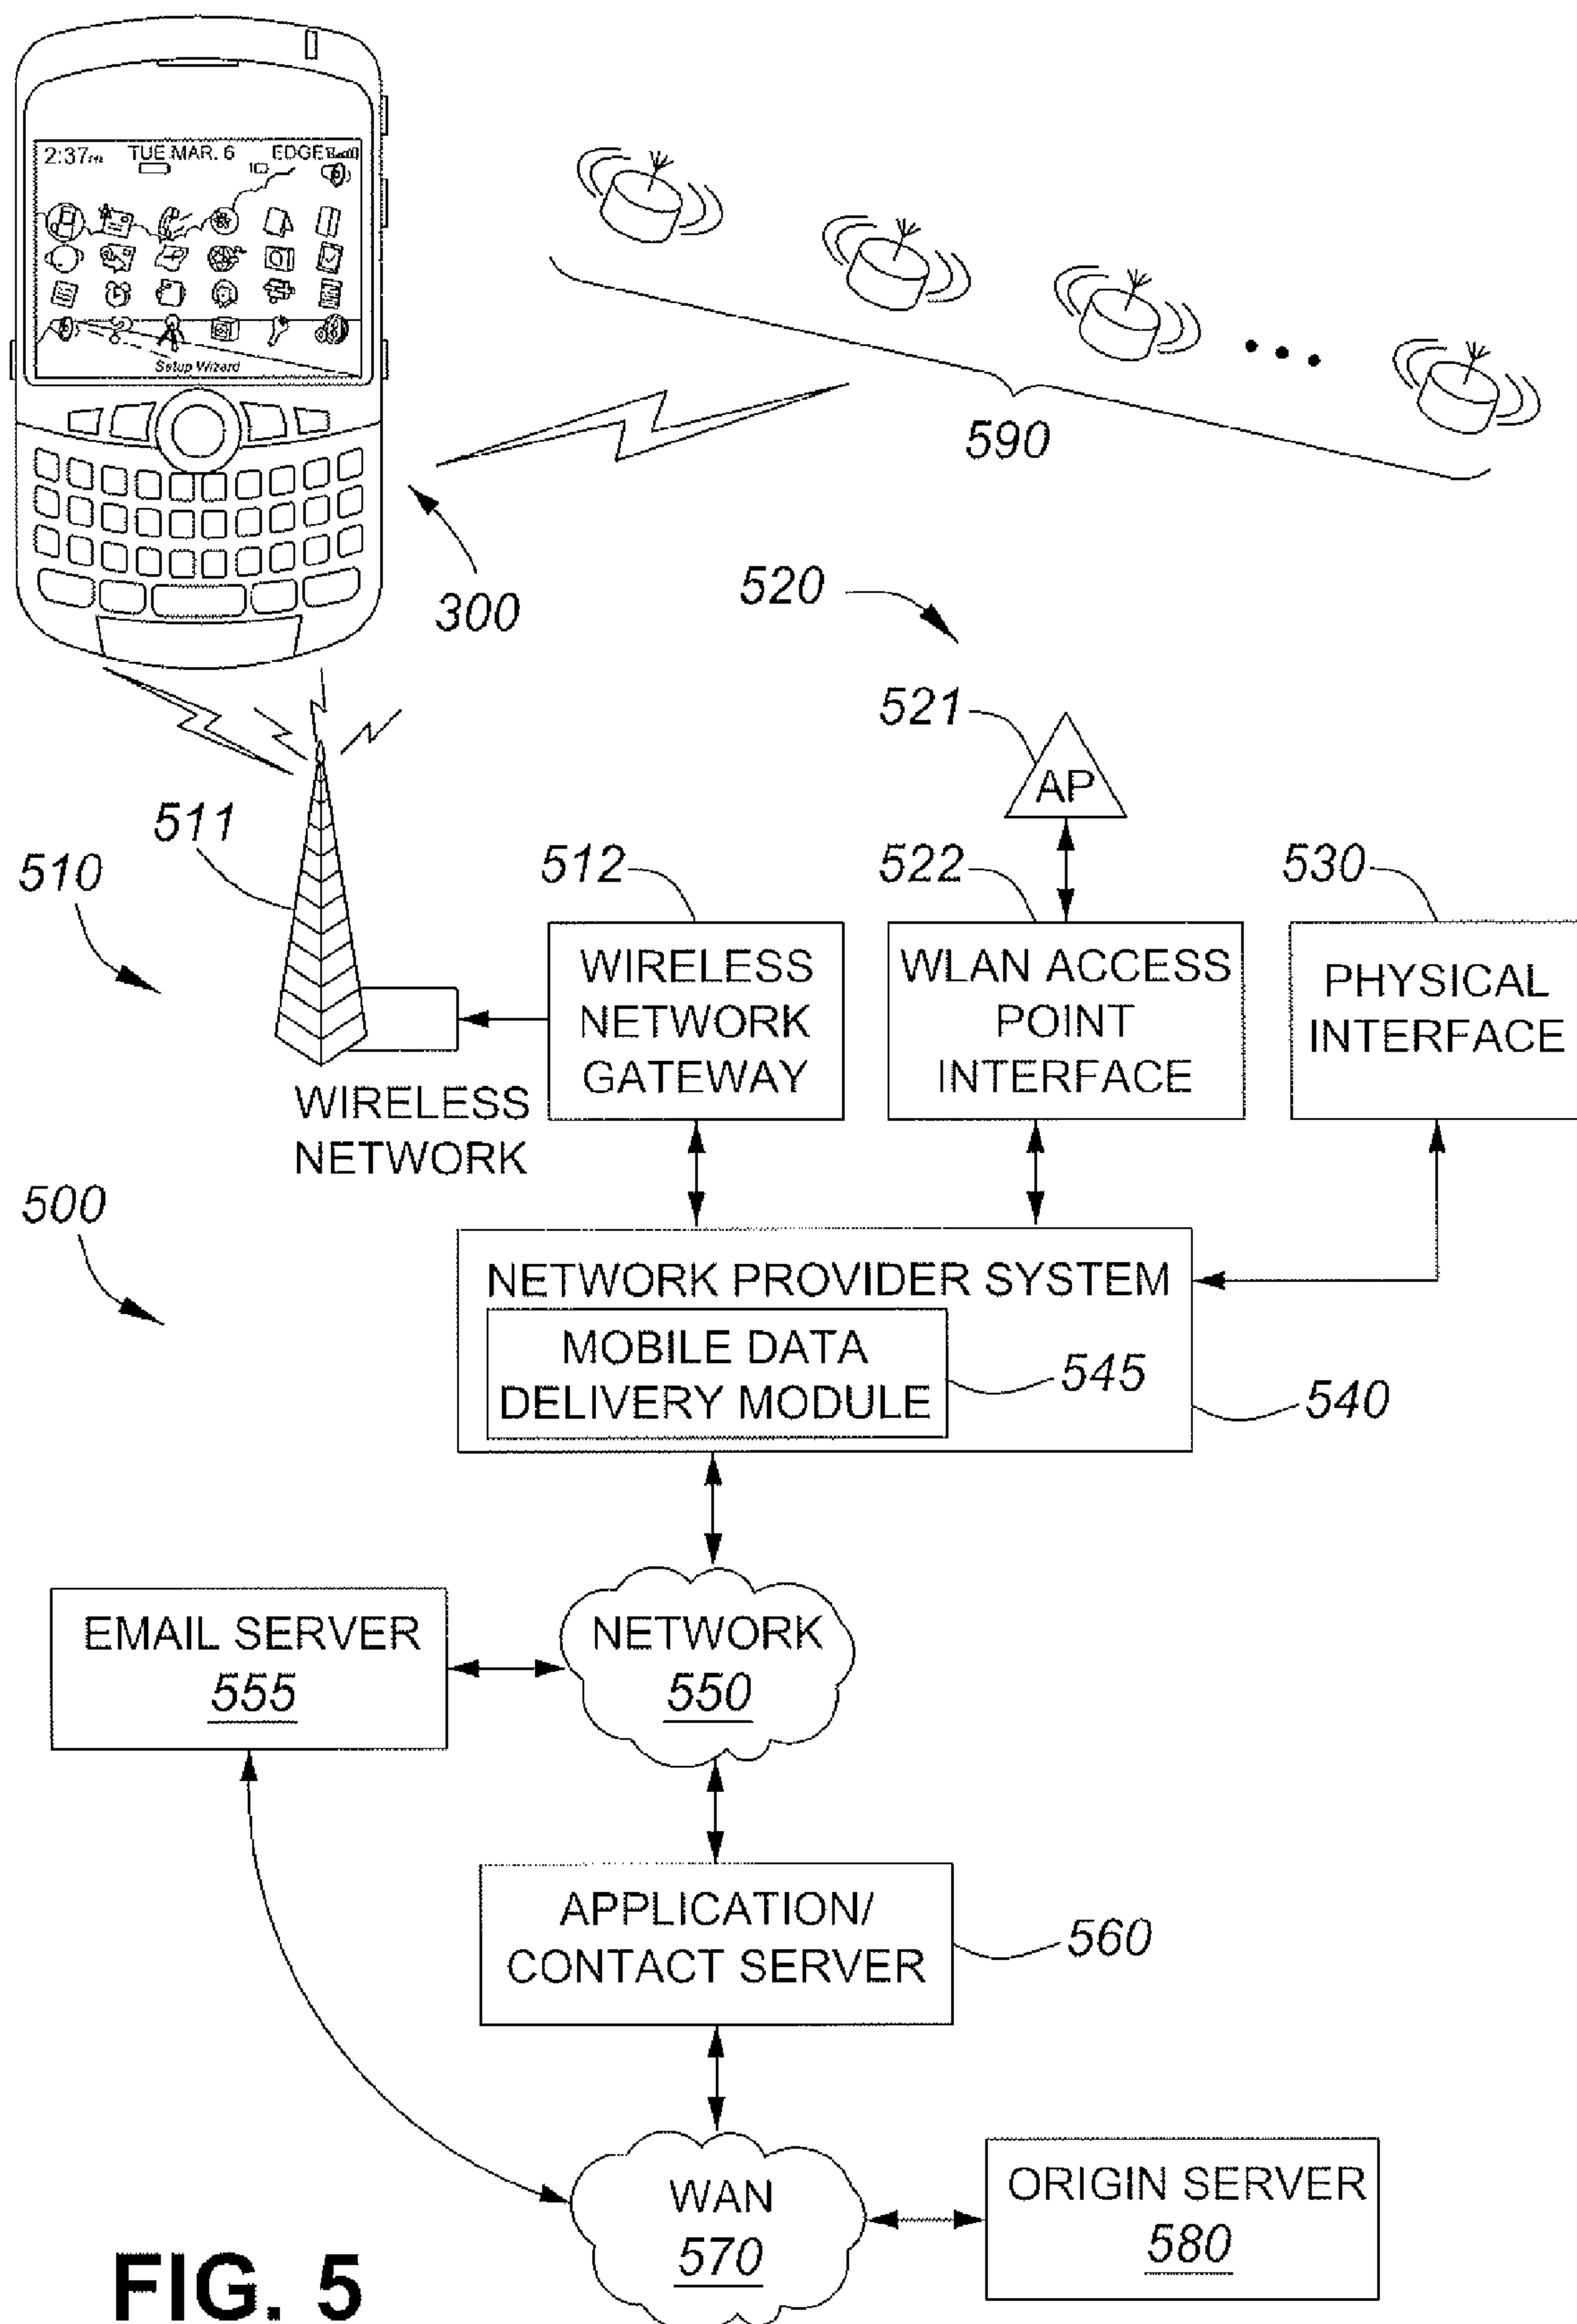 2:37PM TUE MAR. 6 EDGE
Setup Wizard
590
300
520
521
AP
511
510
512
522
530
WIRELESS
NETWORK
GATEWAY
WLAN ACCESS
POINT
INTERFACE
PHYSICAL
INTERFACE
WIRELESS
NETWORK
500
NETWORK PROVIDER SYSTEM
MOBILE DATA
DELIVERY MODULE
545
540
EMAIL SERVER
555
NETWORK
550
APPLICATION/
CONTACT SERVER
560
WAN
570
ORIGIN SERVER
580
FIG. 5